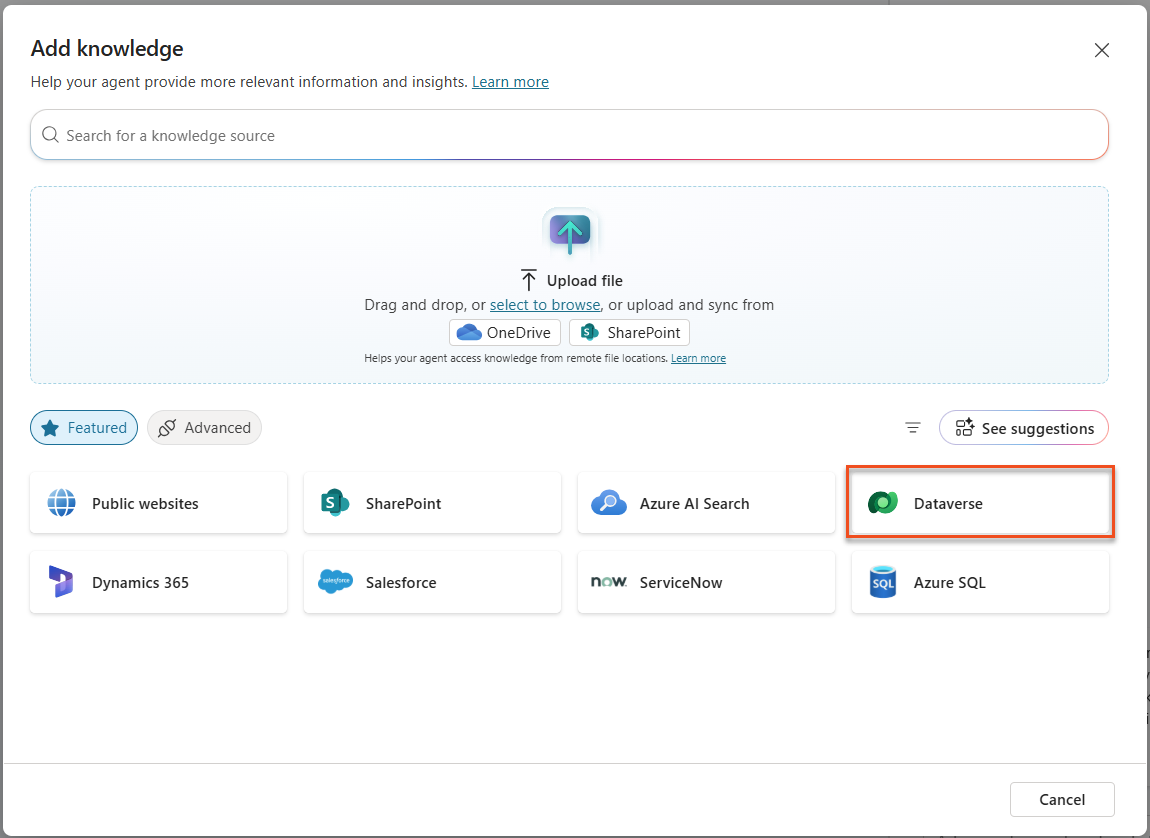 Add knowledge
Help your agent provide more relevant information and insights. Learn more
Search for a knowledge source
Upload file
Drag and drop, or select to browse, or upload and sync from
OneDrive
S SharePoint
Helps your agent access knowledge from remote file locations. Learn more
Featured
Advanced
See suggestions
Public websites
S SharePoint
Azure AI Search
Dataverse
Dynamics 365
salesforce Salesforce
now. ServiceNow
SQL Azure SQL
Cancel